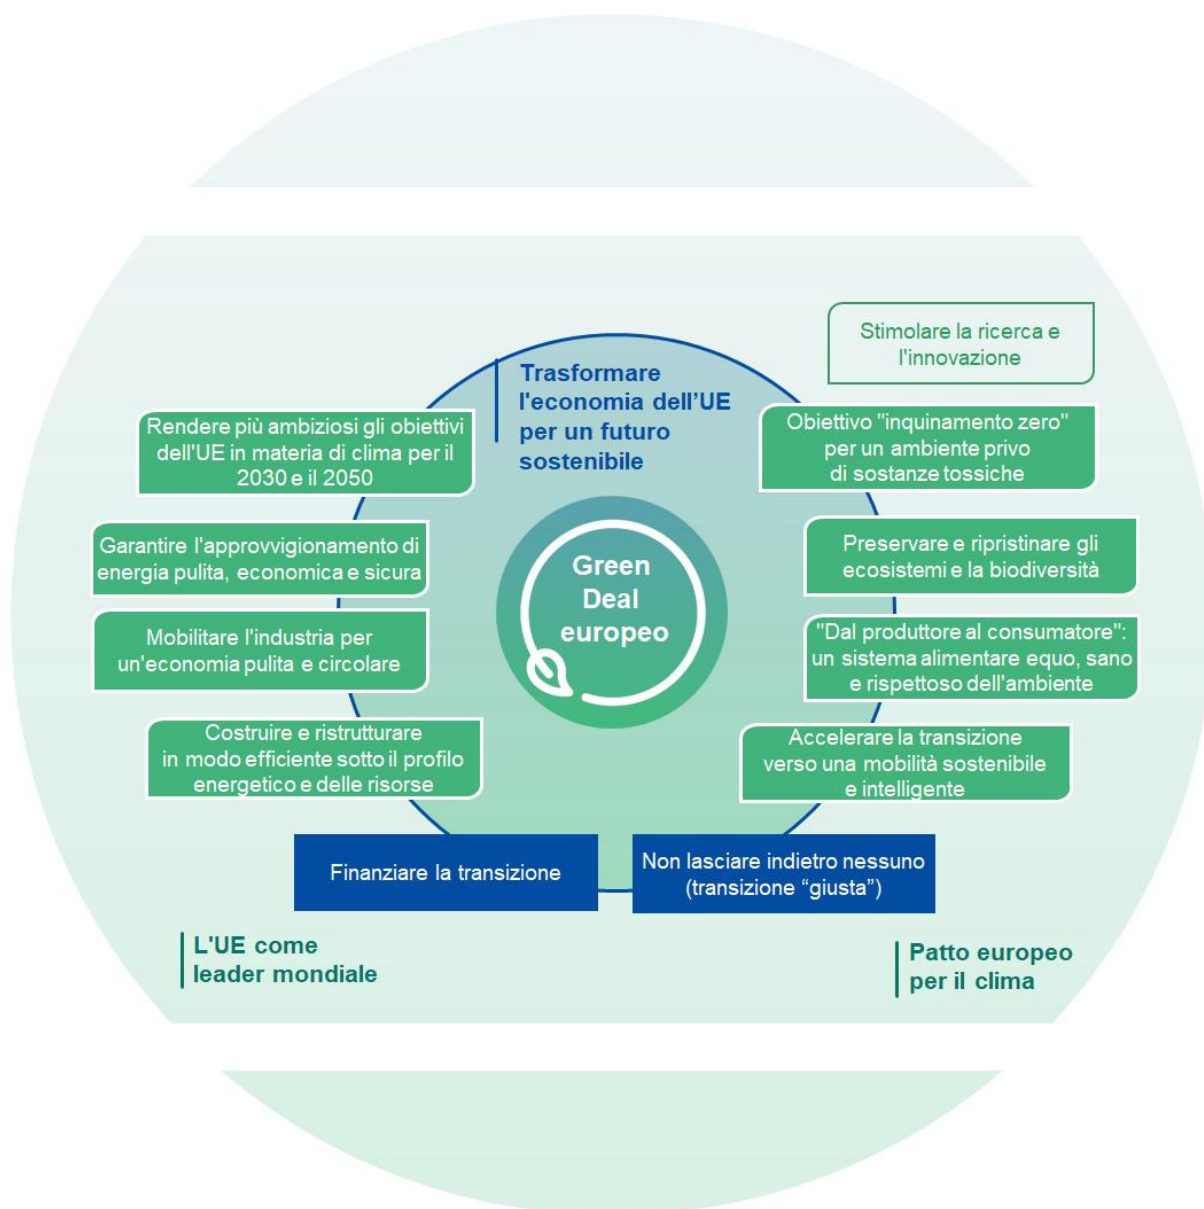 Stimolare la ricerca e
l'innovazione
Trasformare
l'economia dell'UE
per un futuro
sostenibile
Rendere più ambiziosi gli obiettivi
dell'UE in materia di clima per il
2030 e il 2050
Obiettivo "inquinamento zero"
per un ambiente privo
di sostanze tossiche
Garantire l'approvvigionamento di
energia pulita, economica e sicura
Preservare e ripristinare gli
ecosistemi e la biodiversità
Green
Deal
europeo
Mobilitare l'industria per
un'economia pulita e circolare
"Dal produttore al consumatore":
un sistema alimentare equo, sano
e rispettoso dell'ambiente
Costruire e ristrutturare
in modo efficiente sotto il profilo
energetico e delle risorse
Accelerare la transizione
verso una mobilità sostenibile
e intelligente
Finanziare la transizione
Non lasciare indietro nessuno
(transizione “giusta”)
L'UE come
leader mondiale
Patto europeo
per il clima